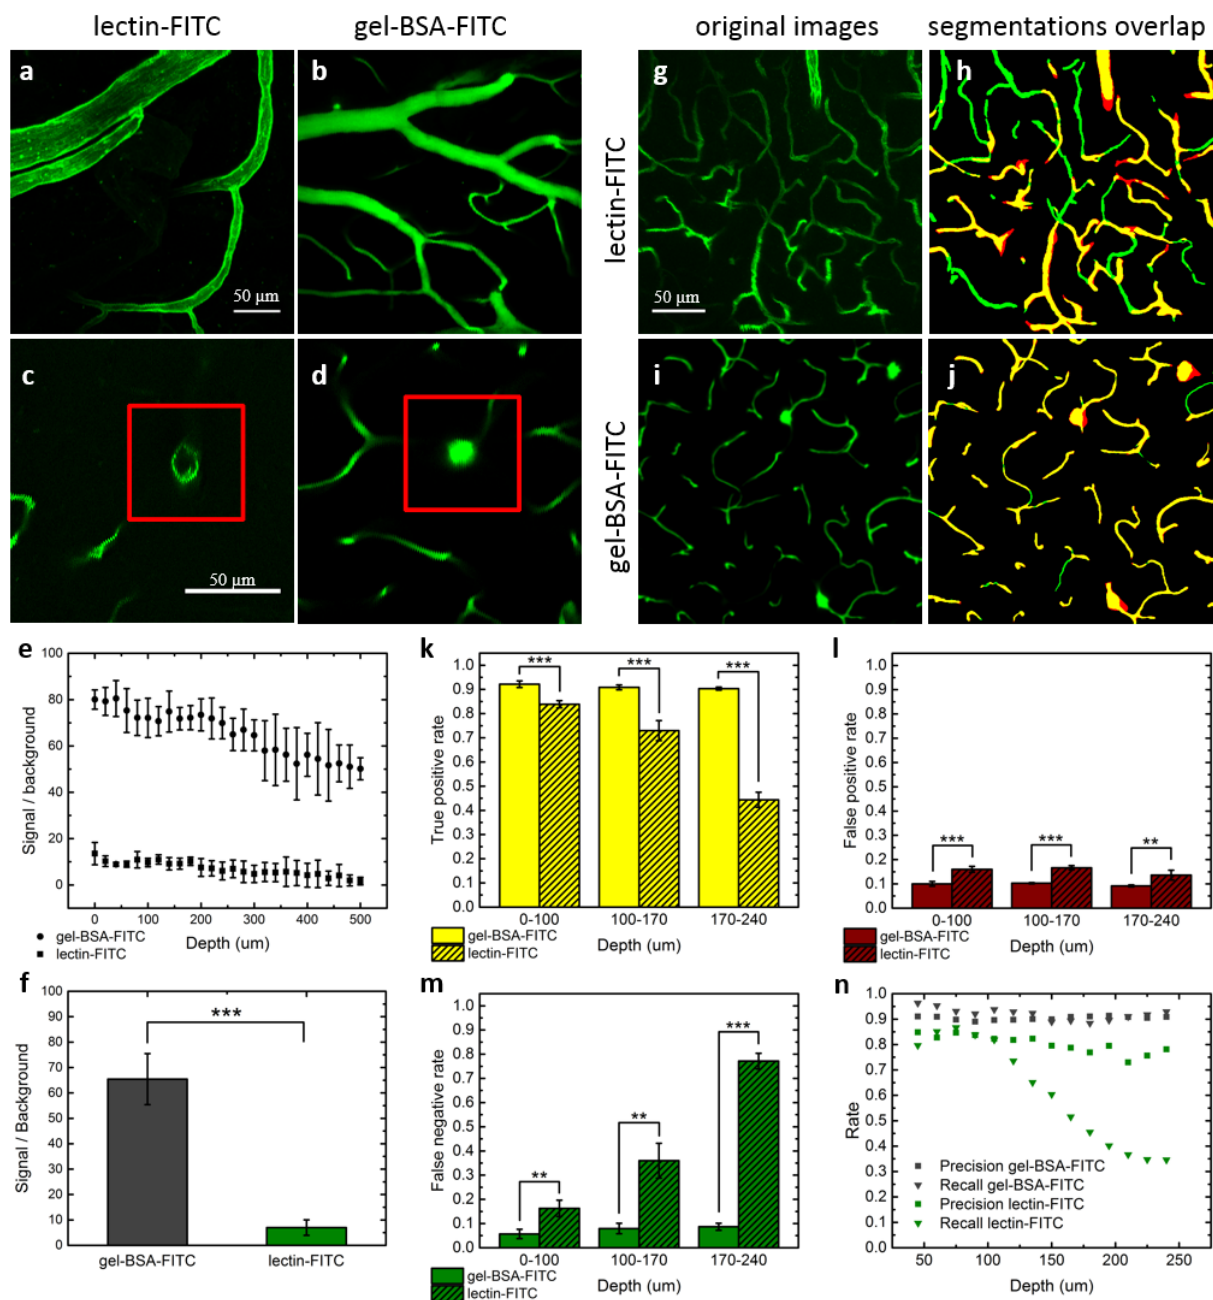 lectin-FITC
gel-BSA-FITC
original images
segmentations overlap
a
b
g
h
lectin-FITC
50 µm
50 µm
c
d
i
j
gel-BSA-FITC
50 µm
e
100
80
60
40
20
0
Signal / background
0
100
200
300
400
500
Depth (um)
gel-BSA-FITC
lectin-FITC
k
1.0
0.9
0.8
0.7
0.6
0.5
0.4
0.3
0.2
0.1
0.0
True positive rate
***
***
***
0-100
100-170
170-240
gel-BSA-FITC
lectin-FITC
Depth (um)
l
1.0
0.9
0.8
0.7
0.6
0.5
0.4
0.3
0.2
0.1
0.0
False positive rate
***
***
**
0-100
100-170
170-240
gel-BSA-FITC
lectin-FITC
Depth (um)
f
100
90
80
70
60
50
40
30
20
10
0
Signal / Background
***
gel-BSA-FITC
lectin-FITC
m
1.0
0.9
0.8
0.7
0.6
0.5
0.4
0.3
0.2
0.1
0.0
False negative rate
**
**
***
0-100
100-170
170-240
gel-BSA-FITC
lectin-FITC
Depth (um)
n
1.0
0.9
0.8
0.7
0.6
0.5
0.4
0.3
0.2
0.1
0.0
Rate
Precision gel-BSA-FITC
Recall gel-BSA-FITC
Precision lectin-FITC
Recall lectin-FITC
50
100
150
200
250
Depth (um)